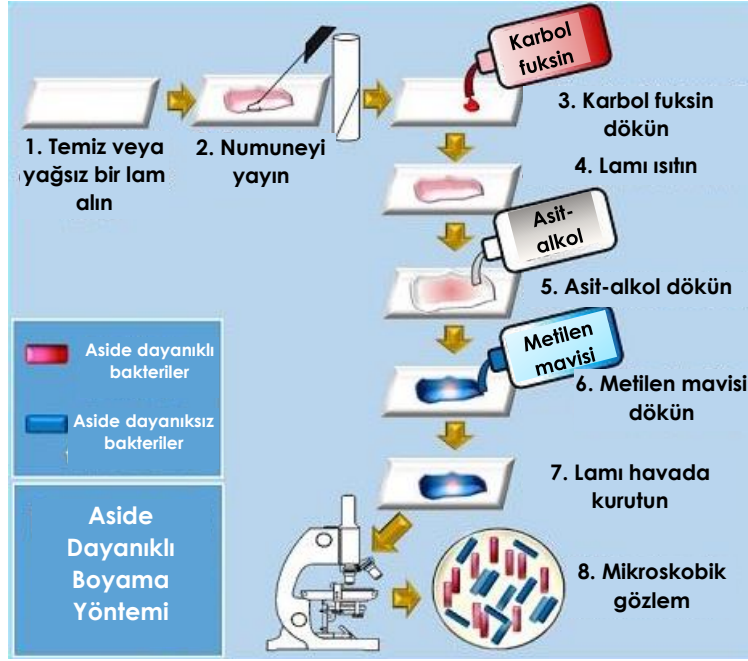 1. Temiz veya
yağsız bir lam
alın
2. Numuneyi
yayın
Karbol
fuksin
3. Karbol fuksin
dökün
4. Lamı ısıtın
Asit-
alkol
5. Asit-alkol dökün
Metilen
mavisi
6. Metilen mavisi
dökün
7. Lamı havada
kurutun
8. Mikroskobik
gözlem
Aside dayanıklı
bakteriler
Aside dayanıksız
bakteriler
Aside
Dayanıklı
Boyama
Yöntemi